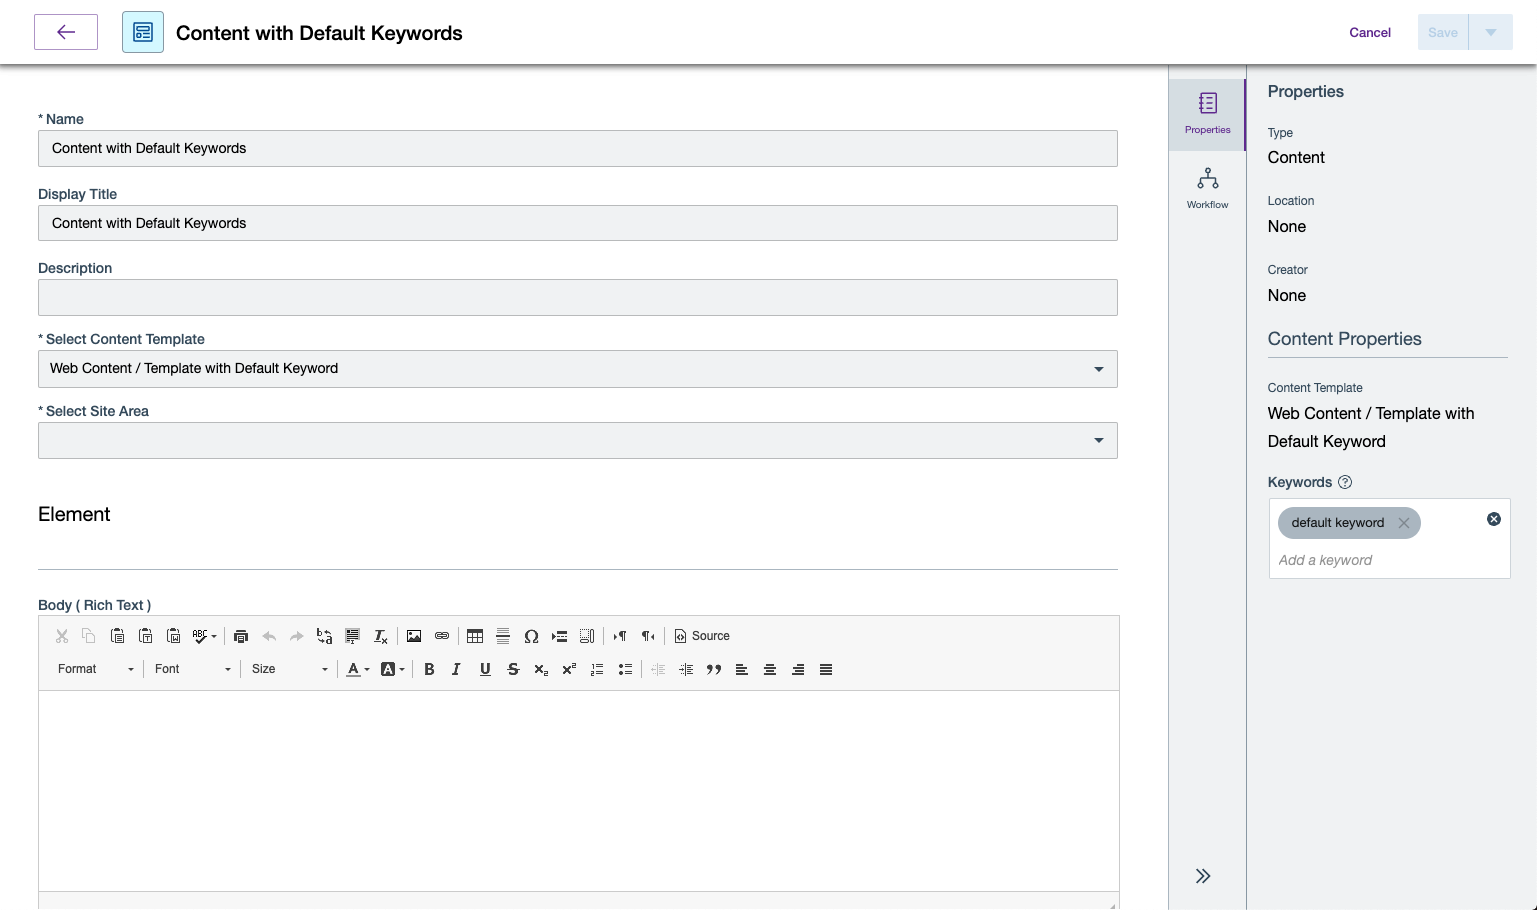 Content with Default Keywords
Cancel
Save
* Name
Content with Default Keywords
Display Title
Content with Default Keywords
Description
* Select Content Template
Web Content / Template with Default Keyword
* Select Site Area
Element
Body ( Rich Text )
ABC
Source
Format
Font
Size
Properties
Workflow
Properties
Type
Content
Location
None
Creator
None
Content Properties
Content Template
Web Content / Template with
Default Keyword
Keywords
default keyword
Add a keyword